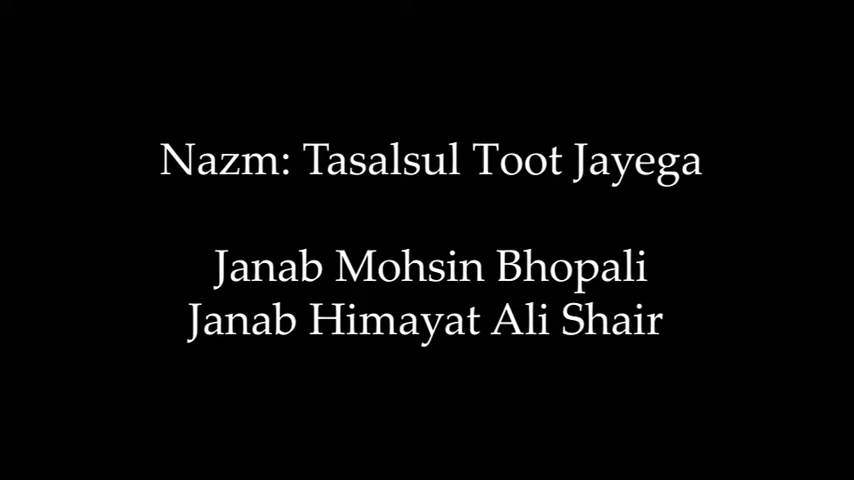 Nazm: Tasalsul Toot Jayega
Janab Mohsin Bhopali
Janab Himayat Ali Shair